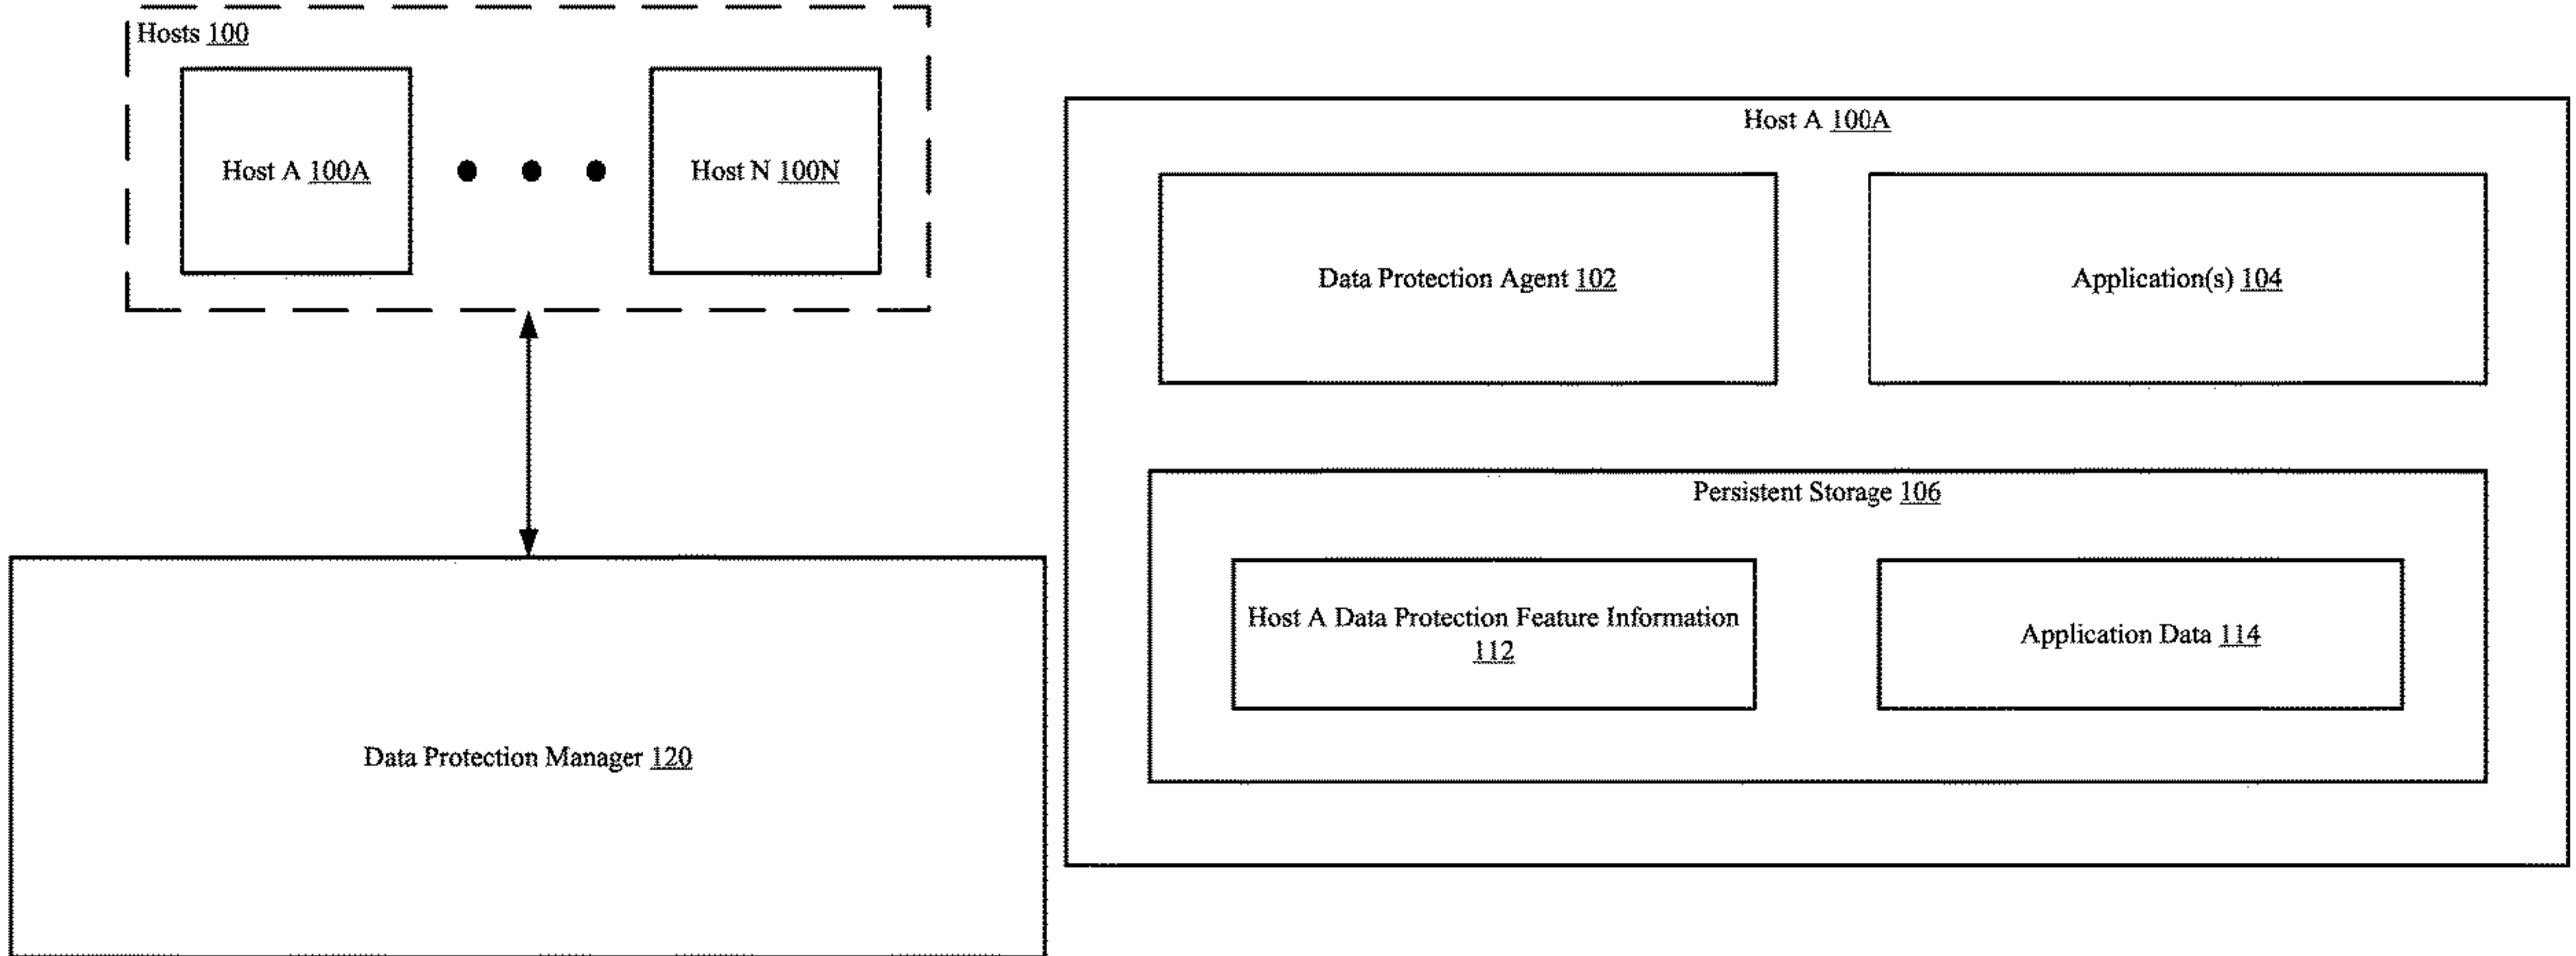 Hosts 100
Host A 100A
Host N 100N
Data Protection Manager 120
Host A 100A
Data Protection Agent 102
Application(s) 104
Persistent Storage 106
Host A Data Protection Feature Information
112
Application Data 114